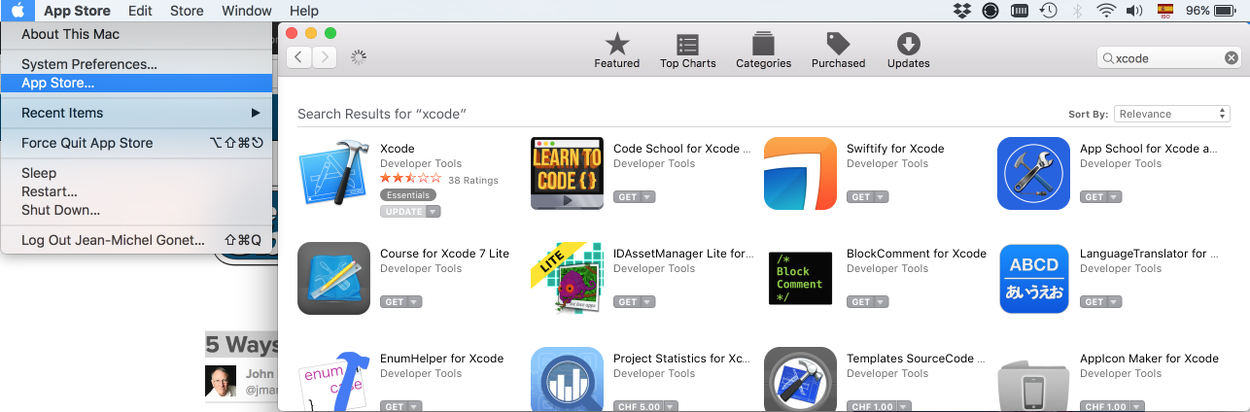 App Store Edit Store Window Help
ISO 96%
About This Mac
System Preferences...
App Store...
Recent Items
Force Quit App Store ⌥⇧⌘⎋
Sleep
Restart...
Shut Down...
Log Out Jean-Michel Gonet... ⇧⌘Q
5 Ways
John
@jmar
Featured Top Charts Categories Purchased Updates
xcode
Search Results for “xcode”
Sort By: Relevance
Xcode
Developer Tools
38 Ratings
Essentials
UPDATE
LEARN TO
CODE { }
Code School for Xcode ...
Developer Tools
GET
Swiftify for Xcode
Developer Tools
GET
App School for Xcode a...
Developer Tools
GET
Course for Xcode 7 Lite
Developer Tools
GET
LITE
IDAssetManager Lite for...
Developer Tools
GET
/*
Block
Comment
*/
BlockComment for Xcode
Developer Tools
GET
ABCD
あいうえお
LanguageTranslator for ...
Developer Tools
GET
enum
case
}
EnumHelper for Xcode
Developer Tools
GET
Project Statistics for Xc...
Developer Tools
CHF 5.00
Templates SourceCode ...
Developer Tools
CHF 1.00
AppIcon Maker for Xcode
Developer Tools
CHF 1.00